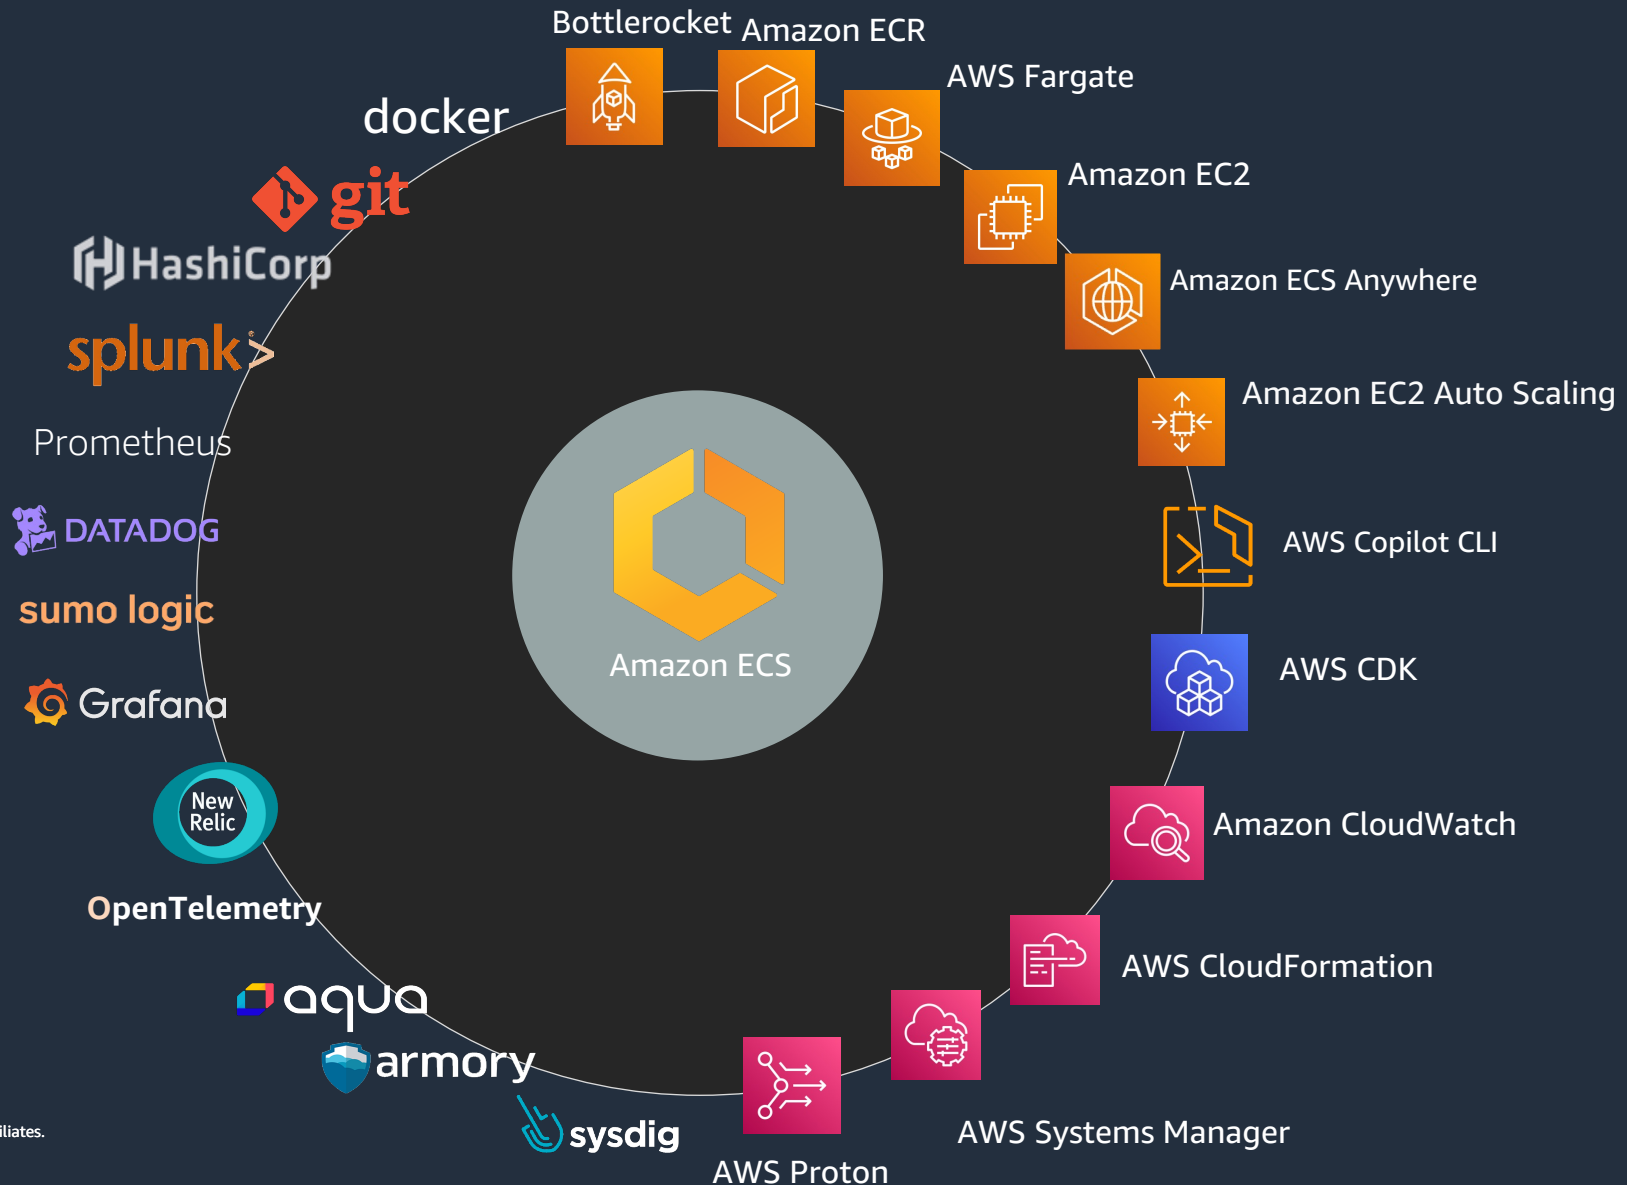 Bottlerocket
Amazon ECR
AWS Fargate
docker
Amazon EC2
git
HashiCorp
Amazon ECS Anywhere
splunk>
Amazon EC2 Auto Scaling
Prometheus
DATADOG
AWS Copilot CLI
sumo logic
Amazon ECS
AWS CDK
Grafana
New
Relic
Amazon CloudWatch
OpenTelemetry
AWS CloudFormation
aqua
armory
sysdig
AWS Systems Manager
iliates.
AWS Proton